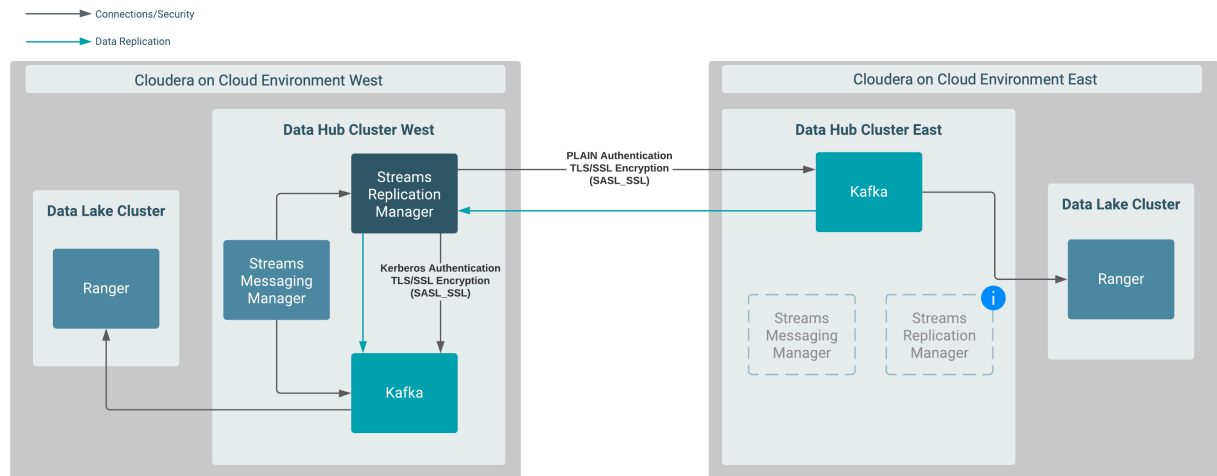 Connections/Security
Data Replication
Cloudera on Cloud Environment West
Data Hub Cluster West
Streams
Replication
Manager
Data Lake Cluster
Ranger
Streams
Messaging
Manager
Kerberos Authentication
TLS/SSL Encryption
(SASL_SSL)
Kafka
PLAIN Authentication
TLS/SSL Encryption
(SASL_SSL)
Cloudera on Cloud Environment East
Data Hub Cluster East
Kafka
Streams
Messaging
Manager
Streams
Replication
Manager
i
Data Lake Cluster
Ranger